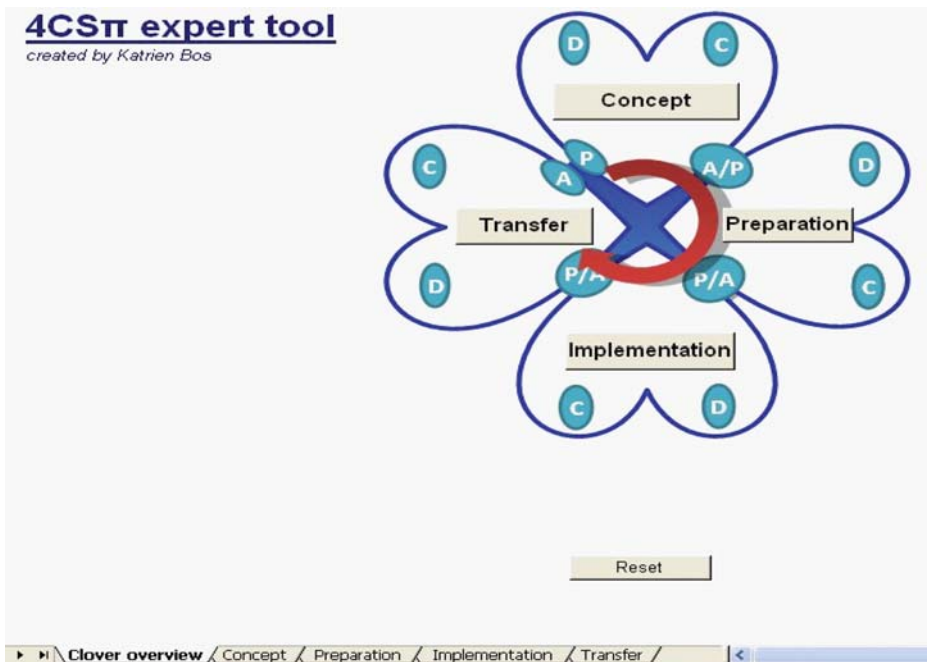 4CSπ expert tool
created by Katrien Bos
D
C
Concept
P
A
A/P
C
D
Transfer
Preparation
D
P/A
P/A
C
Implementation
C
D
Reset
Clover overview / Concept / Preparation / Implementation / Transfer /